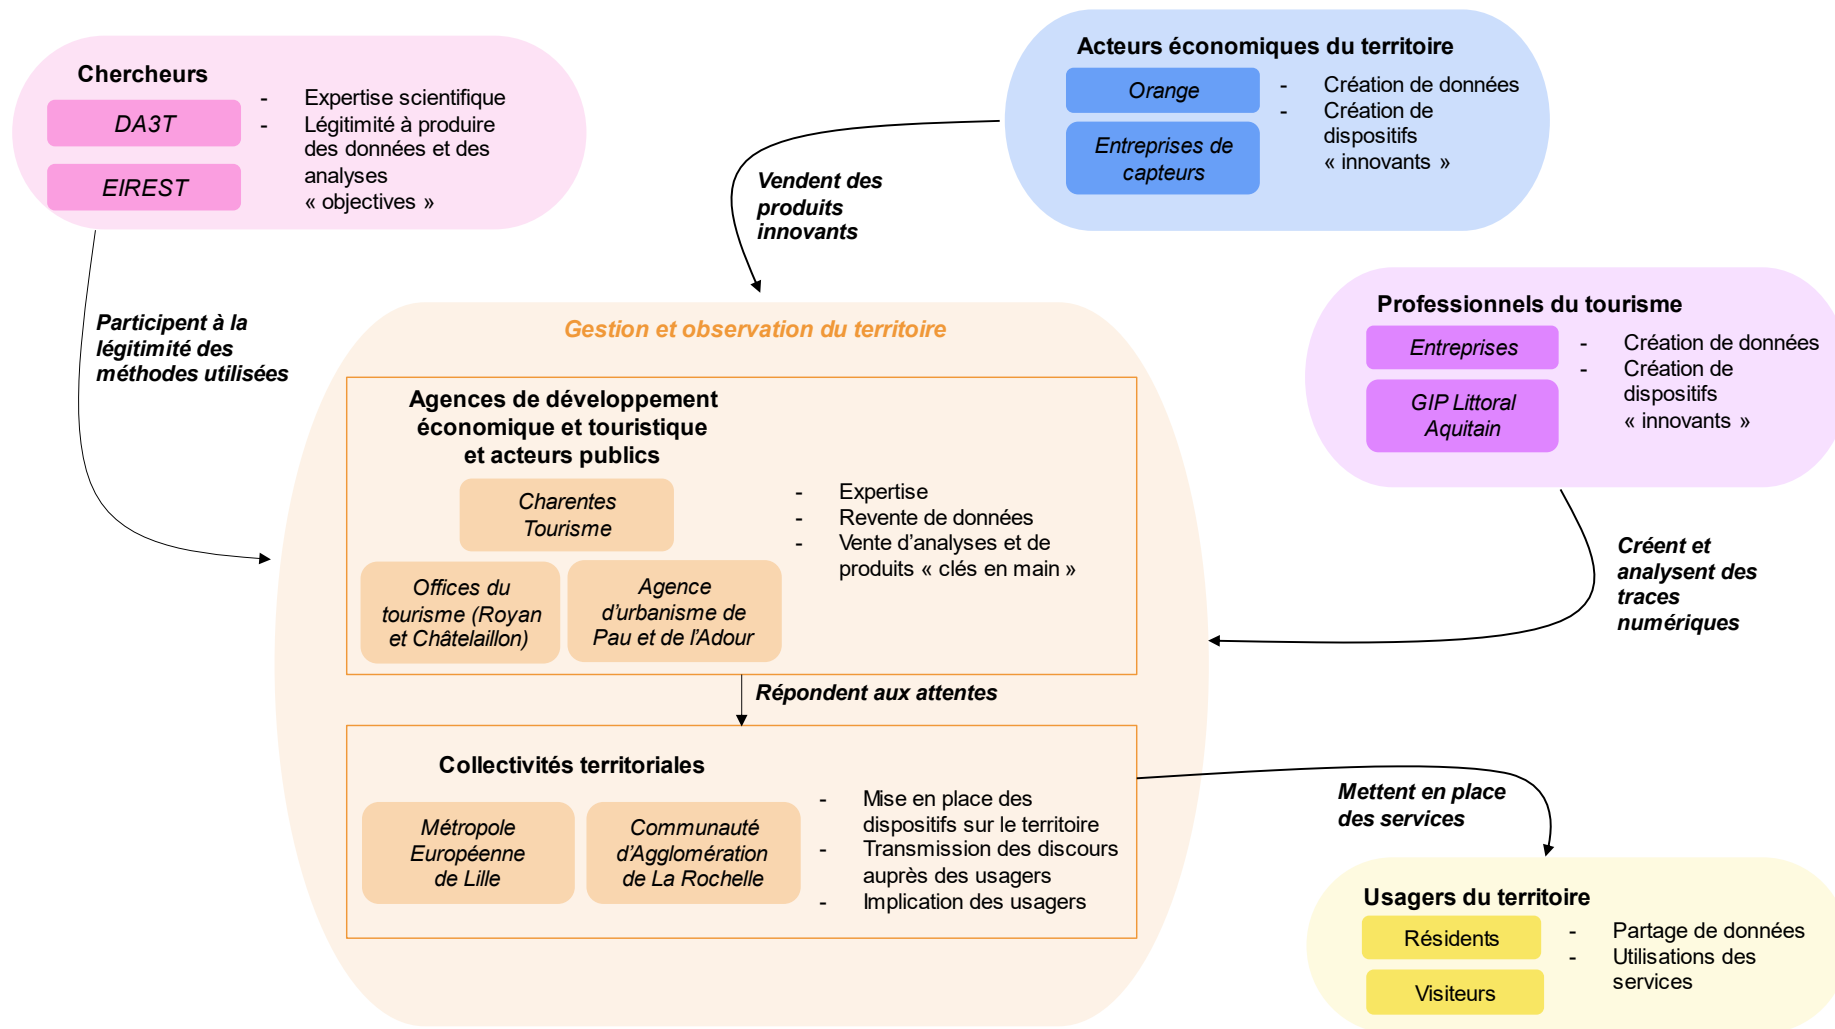 Chercheurs
DA3T
EIREST
- Expertise scientifique
- Légitimité à produire
des données et des
analyses
« objectives »
Acteurs économiques du territoire
Orange
Entreprises de
capteurs
- Création de données
- Création de
dispositifs
« innovants »
Vendent des
produits
innovants
Professionnels du tourisme
Entreprises
GIP Littoral
Aquitain
- Création de données
- Création de
dispositifs
« innovants »
Participent à la
légitimité des
méthodes utilisées
Gestion et observation du territoire
Agences de développement
économique et touristique
et acteurs publics
Charentes
Tourisme
Offices du
tourisme (Royan
et Châtelaillon)
Agence
d'urbanisme de
Pau et de l'Adour
- Expertise
- Revente de données
- Vente d'analyses et de
produits « clés en main »
Créent et
analysent des
traces
numériques
Répondent aux attentes
Collectivités territoriales
Métropole
Européenne
de Lille
Communauté
d'Agglomération
de La Rochelle
- Mise en place des
dispositifs sur le territoire
- Transmission des discours
auprès des usagers
- Implication des usagers
Mettent en place
des services
Usagers du territoire
Résidents
Visiteurs
- Partage de données
- Utilisations des
services